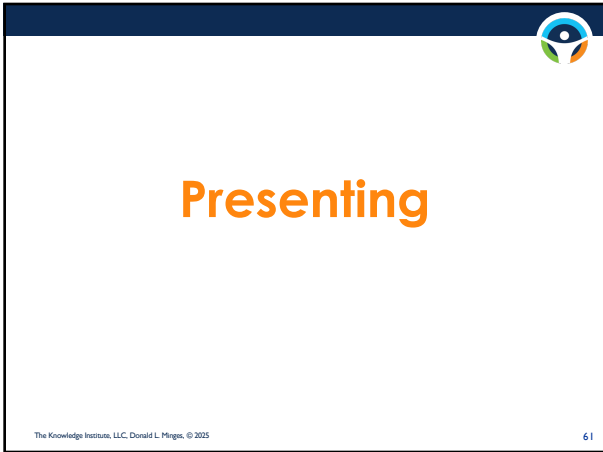 Presenting
The Knowledge Institute, LLC, Donald L. Minges, © 2025
61